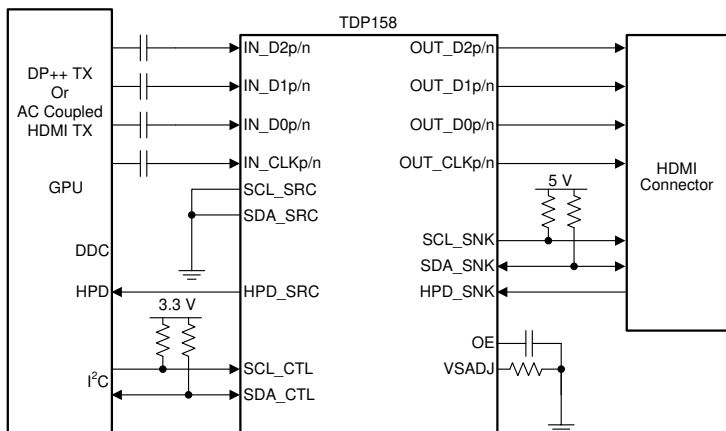 TDP158
DP++ TX
Or
AC Coupled
HDMI TX
GPU
DDC
HPD
I²C
IN_D2p/n
IN_D1p/n
IN_D0p/n
IN_CLKp/n
SCL_SRC
SDA_SRC
HPD_SRC
3.3 V
SCL_CTL
SDA_CTL
OUT_D2p/n
OUT_D1p/n
OUT_D0p/n
OUT_CLKp/n
5 V
SCL_SNK
SDA_SNK
HPD_SNK
OE
VSADJ
HDMI
Connector